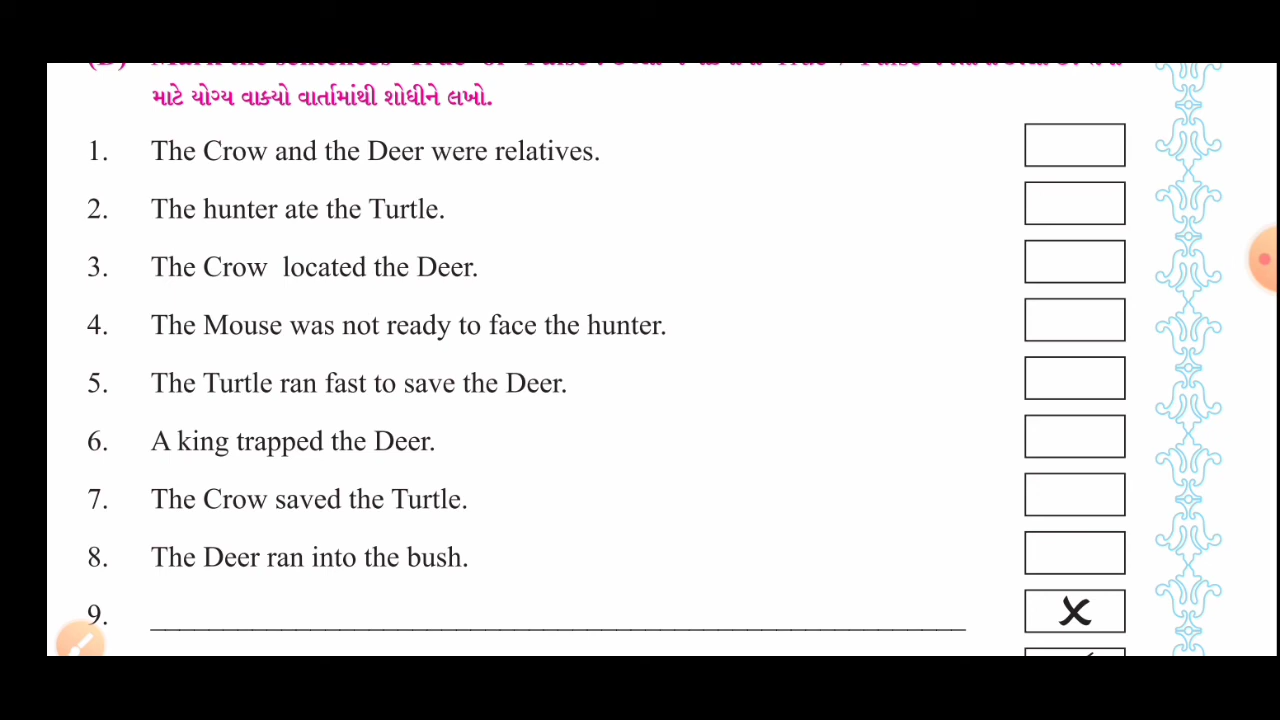 માટે યોગ્ય વાક્યો વાર્તામાંથી શોધીને લખો.
1. The Crow and the Deer were relatives.
2. The hunter ate the Turtle.
3. The Crow located the Deer.
4. The Mouse was not ready to face the hunter.
5. The Turtle ran fast to save the Deer.
6. A king trapped the Deer.
7. The Crow saved the Turtle.
8. The Deer ran into the bush.
9. ✗